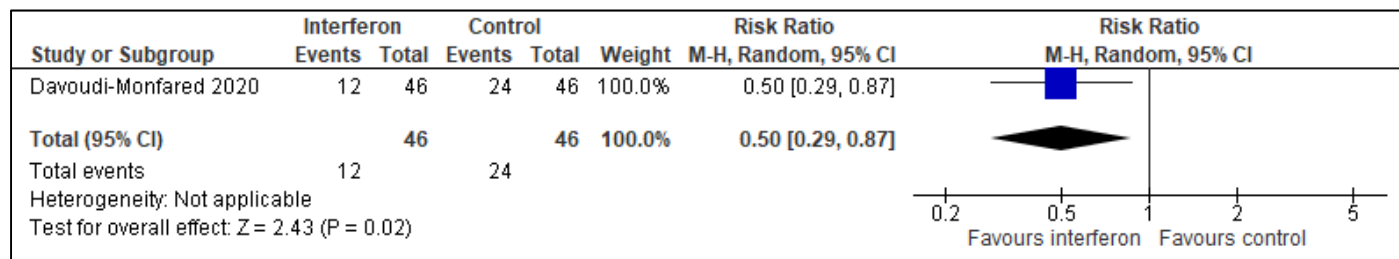 Interferon Control Risk Ratio Risk Ratio
Study or Subgroup Events Total Events Total Weight M-H, Random, 95% CI M-H, Random, 95% CI
Davoudi-Monfared 2020 12 46 24 46 100.0% 0.50 [0.29, 0.87]
Total (95% CI) 46 46 100.0% 0.50 [0.29, 0.87]
Total events 12 24
Heterogeneity: Not applicable
Test for overall effect: Z = 2.43 (P = 0.02)
0.2 0.5 1 2 5
Favours interferon Favours control